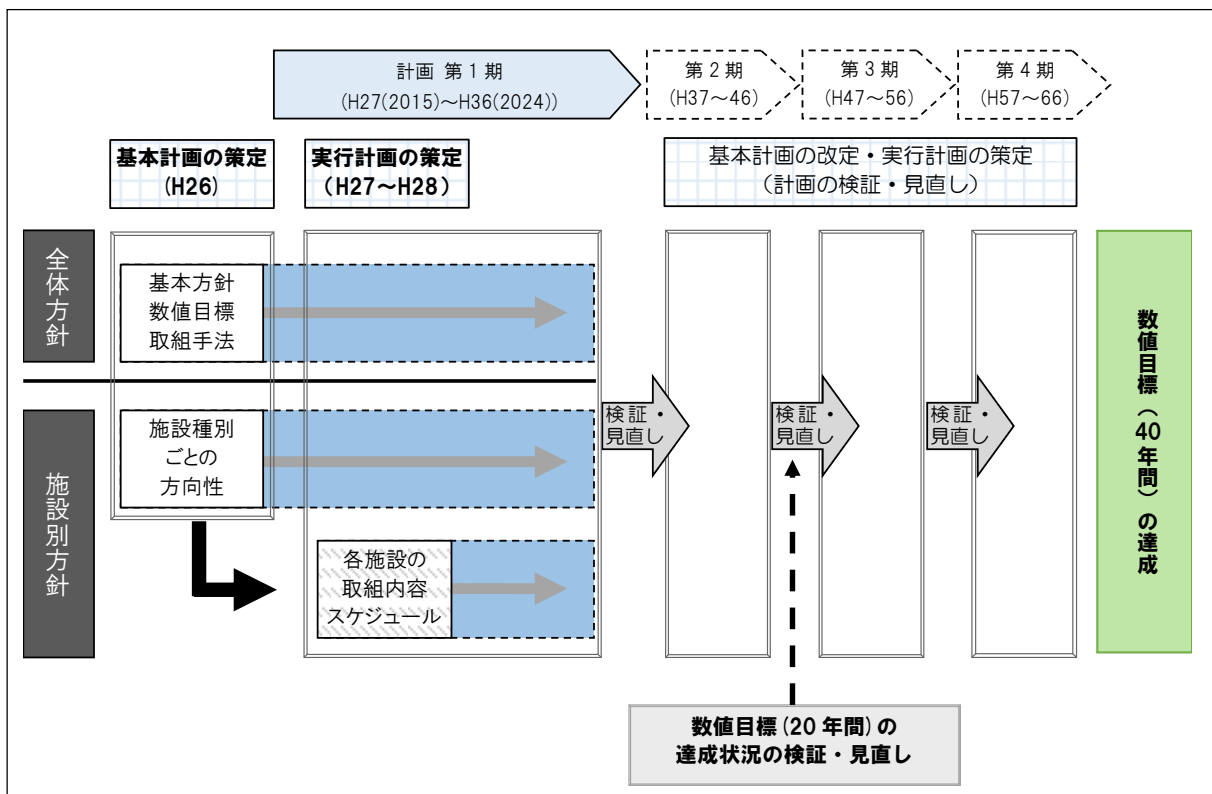 計画 第1期
(H27(2015)～H36(2024))
第2期
(H37～46)
第3期
(H47～56)
第4期
(H57～66)
基本計画の策定
(H26)
実行計画の策定
（H27～H28）
基本計画の改定・実行計画の策定
（計画の検証・見直し）
全体方針
基本方針
数値目標
取組手法
施設別方針
施設種別
ごとの
方向性
各施設の
取組内容
スケジュール
検証・
見直し
検証・
見直し
検証・
見直し
数値目標（40年間）の達成
数値目標(20年間)の
達成状況の検証・見直し